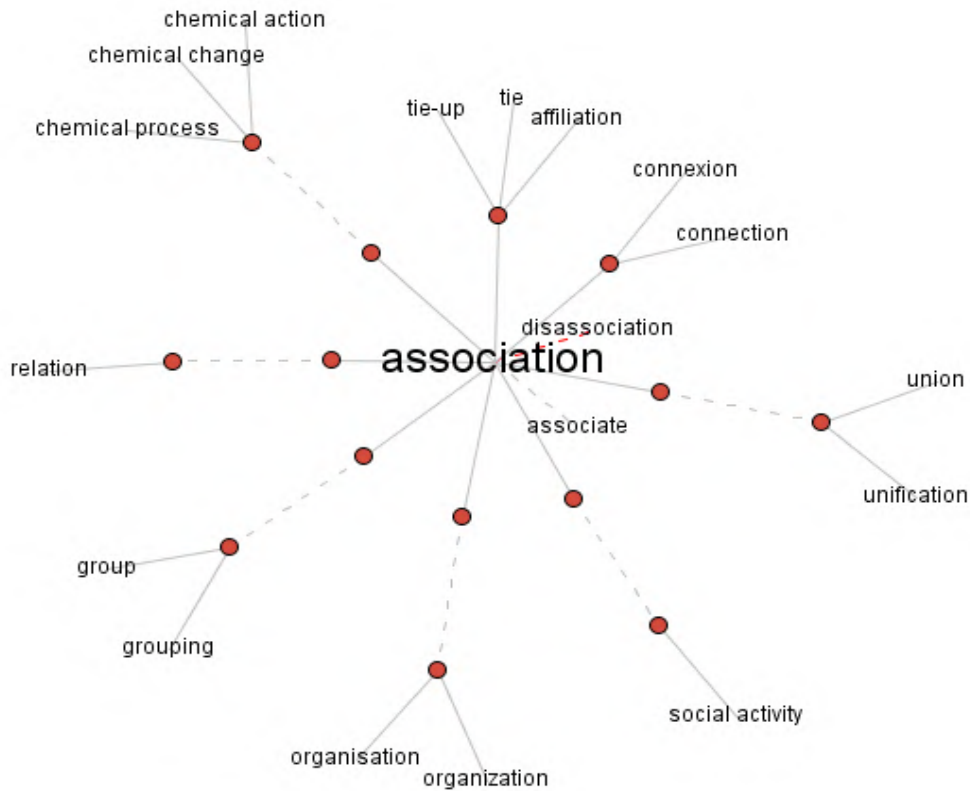 chemical action
chemical change
tie
tie-up
affiliation
chemical process
connexion
connection
disassociation
association
relation
union
associate
unification
group
grouping
social activity
organisation
organization